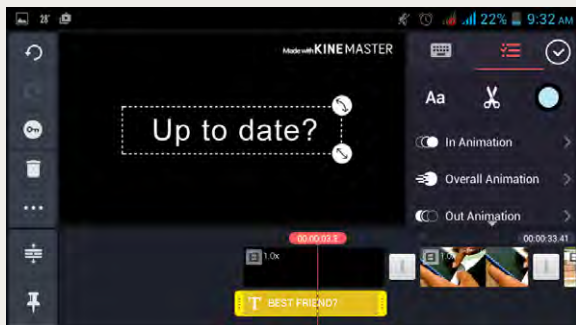 28°
22% 9:32 AM
Made with KINEMASTER
Up to date?
Aa
In Animation
Overall Animation
Out Animation
00:00:03.3
00:00:33.41
1.0x
1.0x
T BEST FRIEND?